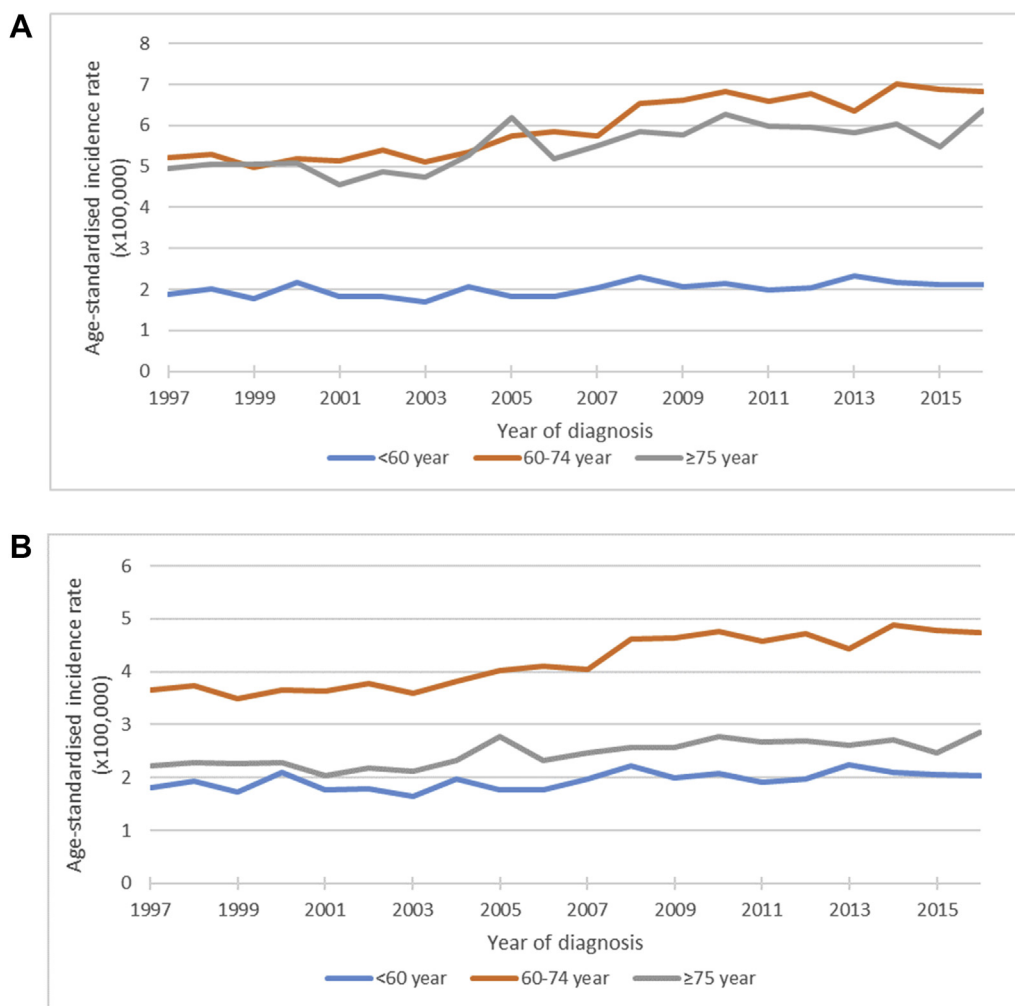 A
Age-standardised incidence rate
(x100,000)
8
7
6
5
4
3
2
1
0
1997 1999 2001 2003 2005 2007 2009 2011 2013 2015
Year of diagnosis
<60 year 60-74 year ≥75 year
B
Age-standardised incidence rate
(x100,000)
6
5
4
3
2
1
0
1997 1999 2001 2003 2005 2007 2009 2011 2013 2015
Year of diagnosis
<60 year 60-74 year ≥75 year